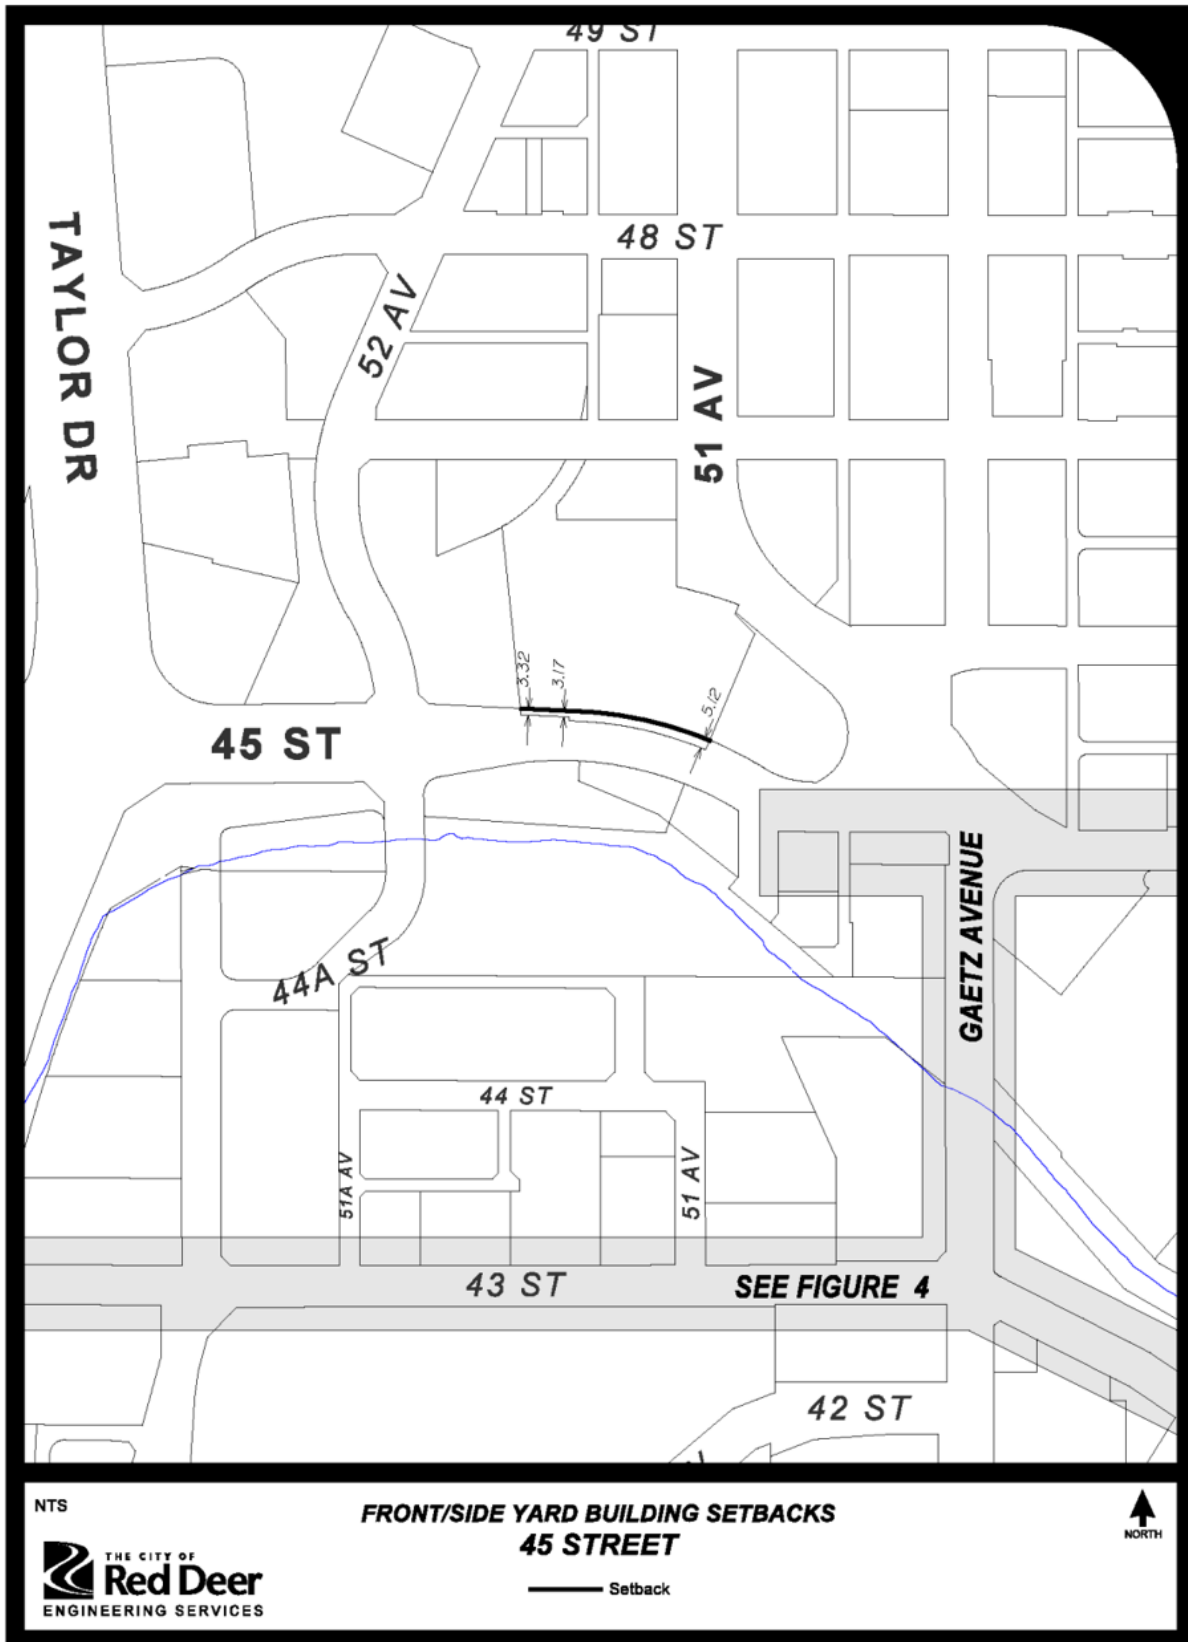 49 ST
TAYLOR DR
48 ST
52 AV
51 AV
3.32
3.17
5.12
45 ST
GAETZ AVENUE
44A ST
44 ST
51A AV
51 AV
43 ST
SEE FIGURE 4
42 ST
NTS
FRONT/SIDE YARD BUILDING SETBACKS
45 STREET
NORTH
Setback
THE CITY OF
Red Deer
ENGINEERING SERVICES